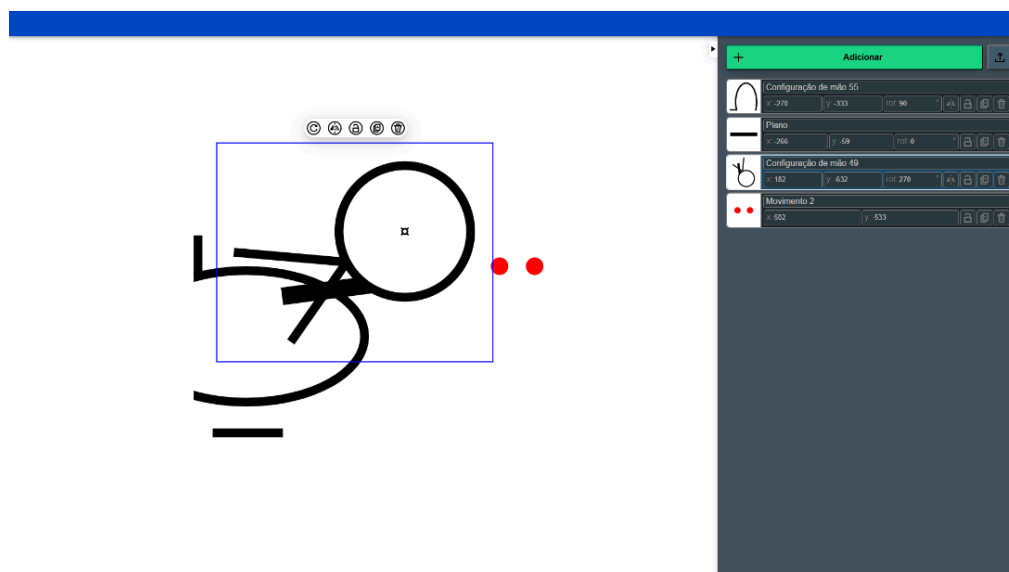 Adicionar
Configuração de mão 55
x: -270 y: -333 rot: 90 °
Plano
x: -266 y: -59 rot: 0 °
Configuração de mão 49
x: 182 y: -632 rot: 270 °
Movimento 2
x: 502 y: -533